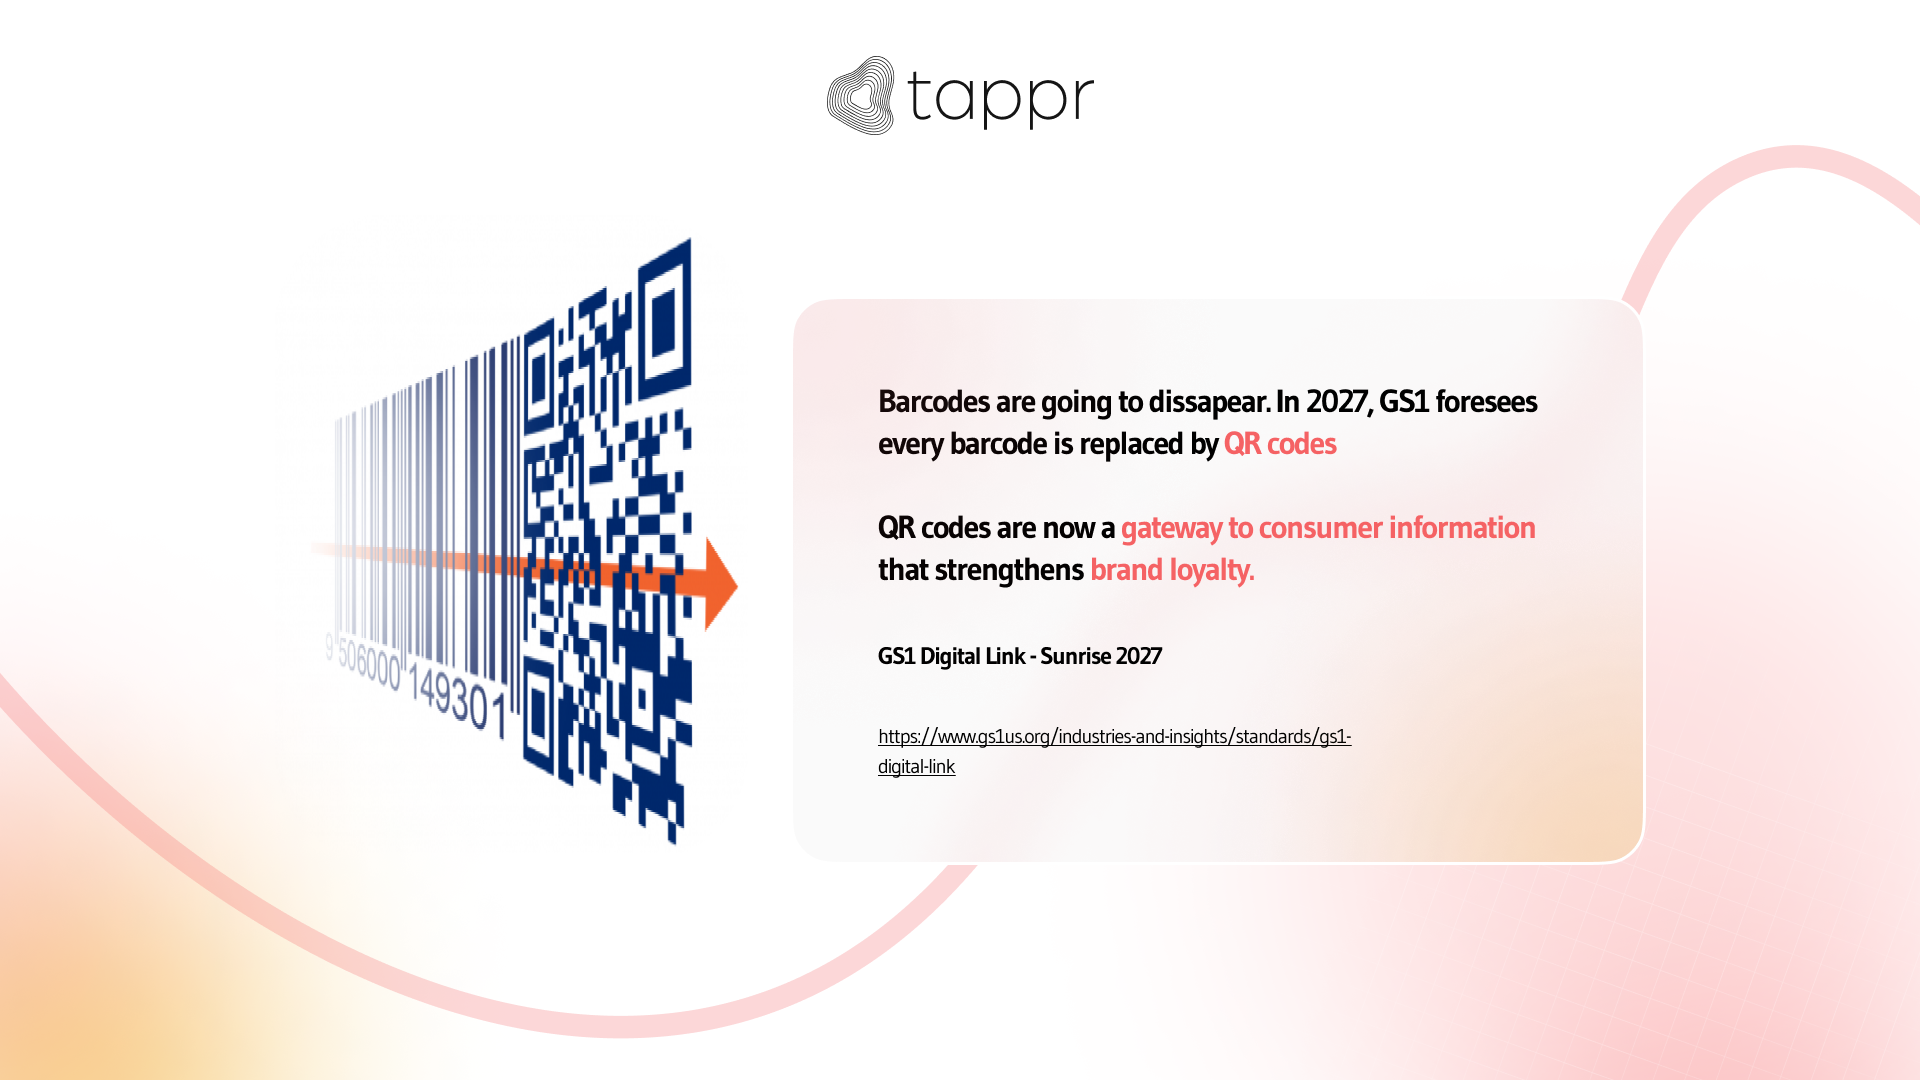 tappr
9 506000 149301
Barcodes are going to dissapear. In 2027, GS1 foresees
every barcode is replaced by QR codes
QR codes are now a gateway to consumer information
that strengthens brand loyalty.
GS1 Digital Link - Sunrise 2027
https://www.gs1us.org/industries-and-insights/standards/gs1-
digital-link